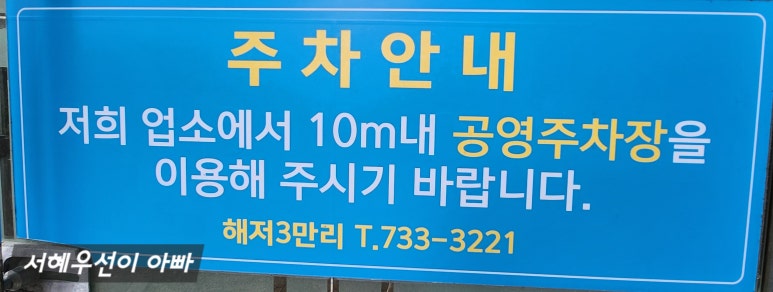 주차안내
저희 업소에서 10m내 공영주차장을
이용해 주시기 바랍니다.
해저3만리 T.733-3221
서혜우선이 아빠